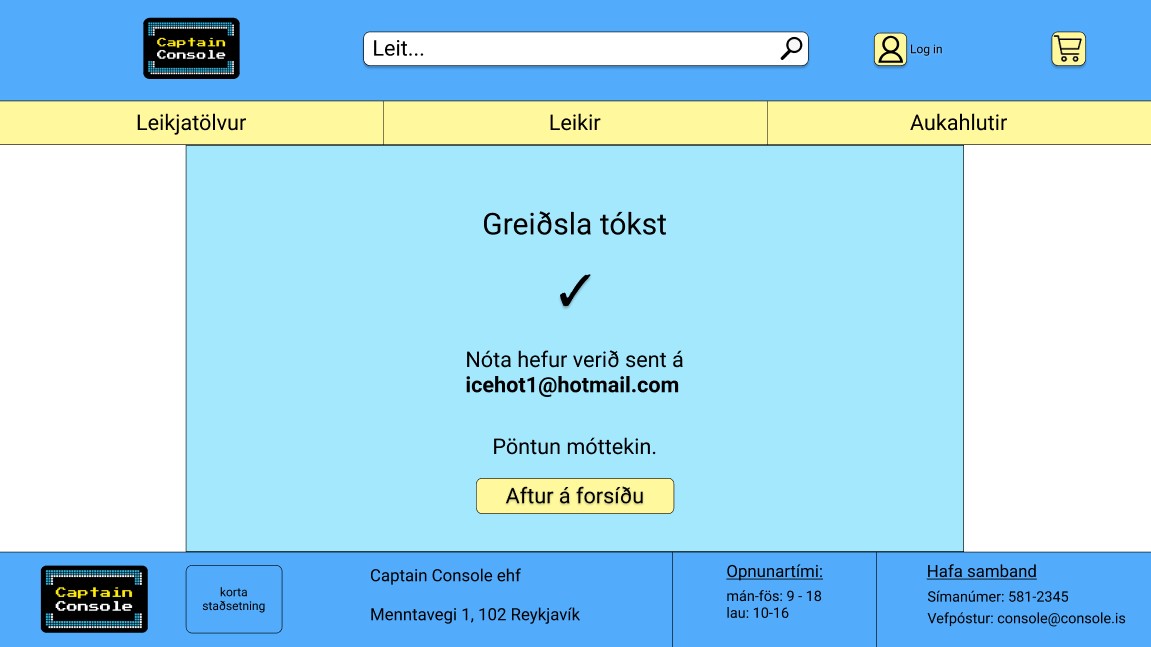 Captain
Console
Leit...
Log in
Leikjatölvur
Leikir
Aukahlutir
Greiðsla tókst
✓
Nóta hefur verið sent á
icehot1@hotmail.com
Pöntun móttekin.
Aftur á forsíðu
Captain
Console
korta
staðsetning
Captain Console ehf
Menntavegi 1, 102 Reykjavík
Opnunartími:
mán-fös: 9 - 18
lau: 10-16
Hafa samband
Símanúmer: 581-2345
Vefpóstur: console@console.is